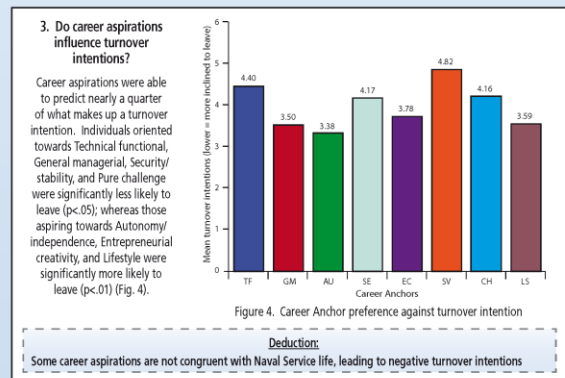 3. Do career aspirations
influence turnover
intentions?
Career aspirations were able
to predict nearly a quarter
of what makes up a turnover
intention. Individuals oriented
towards Technical functional,
General managerial, Security/
stability, and Pure challenge
were significantly less likely to
leave (p<.05); whereas those
aspiring towards Autonomy/
independence, Entrepreneurial
creativity, and Lifestyle were
significantly more likely to
leave (p<.01) (Fig. 4).
Mean turnover intentions (lower = more inclined to leave)
6
5
4
3
2
1
0
4.40
3.50
3.38
4.17
3.78
4.82
4.16
3.59
TF GM AU SE EC SV CH LS
Career Anchors
Figure 4. Career Anchor preference against turnover intention
Deduction:
Some career aspirations are not congruent with Naval Service life, leading to negative turnover intentions